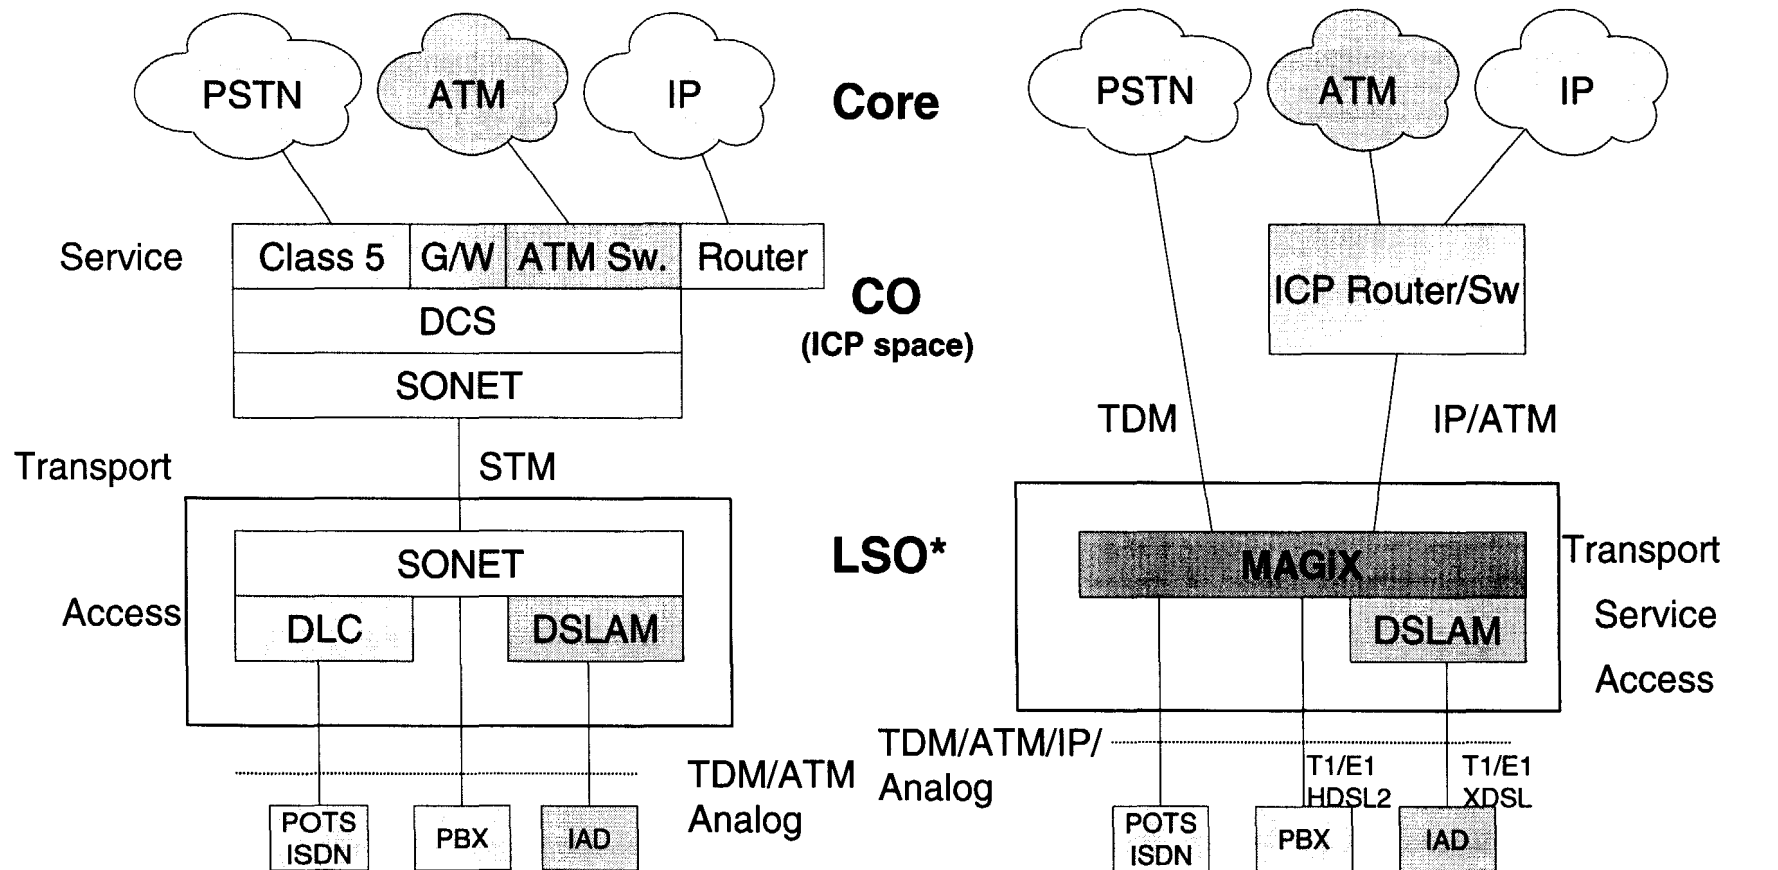 PSTN
ATM
IP
Core
PSTN
ATM
IP
Service
Class 5
G/W
ATM Sw.
Router
DCS
SONET
CO
(ICP space)
ICP Router/Sw
TDM
IP/ATM
Transport
STM
SONET
LSO*
MAGIX
Transport
Access
DLC
DSLAM
DSLAM
Service
Access
TDM/ATM
Analog
TDM/ATM/IP/
Analog
T1/E1
HDSL2
T1/E1
XDSL
POTS
ISDN
PBX
IAD
POTS
ISDN
PBX
IAD